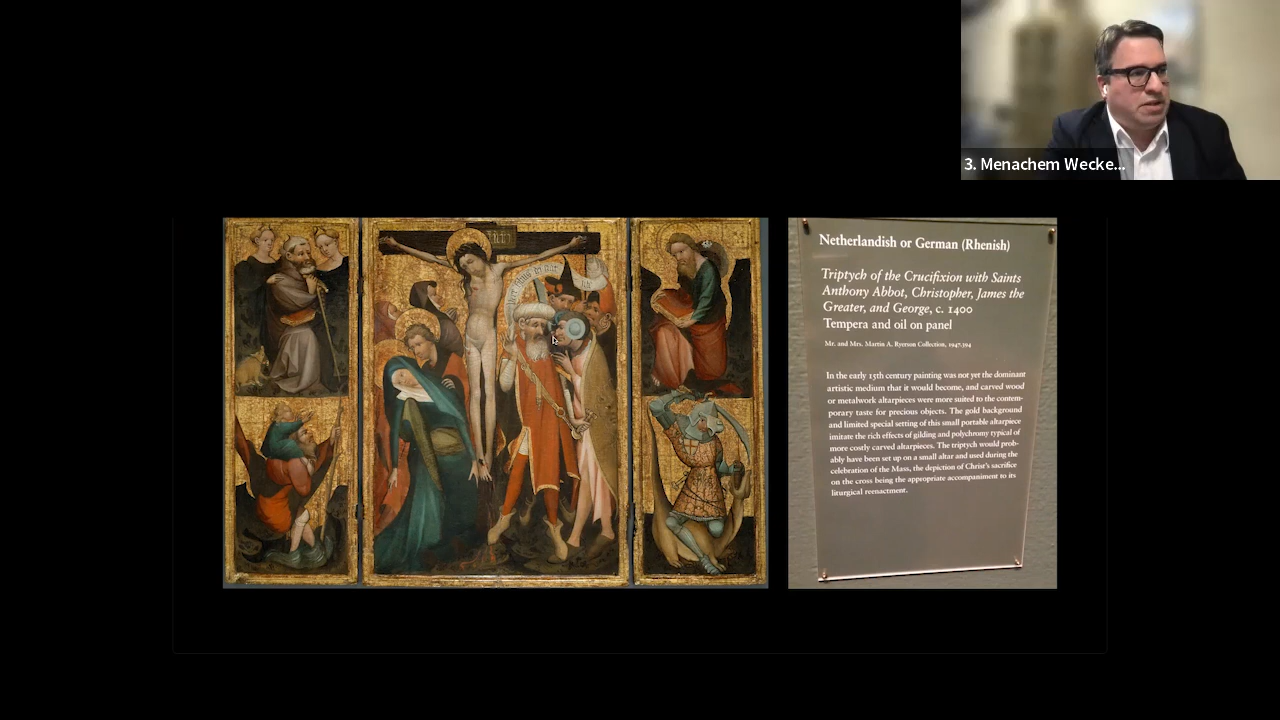 3. Menachem Wecke...
Netherlandish or German (Rhenish)
Triptych of the Crucifixion with Saints
Anthony Abbot, Christopher, James the
Greater, and George, c. 1400
Tempera and oil on panel
Mr. and Mrs. Martin A. Ryerson Collection, 1947.394
In the early 15th century painting was not yet the dominant
artistic medium that it would become, and carved wood
or metalwork altarpieces were more suited to the contem-
porary taste for precious objects. The gold background
and limited special setting of this small portable altarpiece
imitate the rich effects of gilding and polychromy typical of
more costly carved altarpieces. The triptych would prob-
ably have been set up on a small altar and used during the
celebration of the Mass, the depiction of Christ's sacrifice
on the cross being the appropriate accompaniment to its
liturgical reenactment.